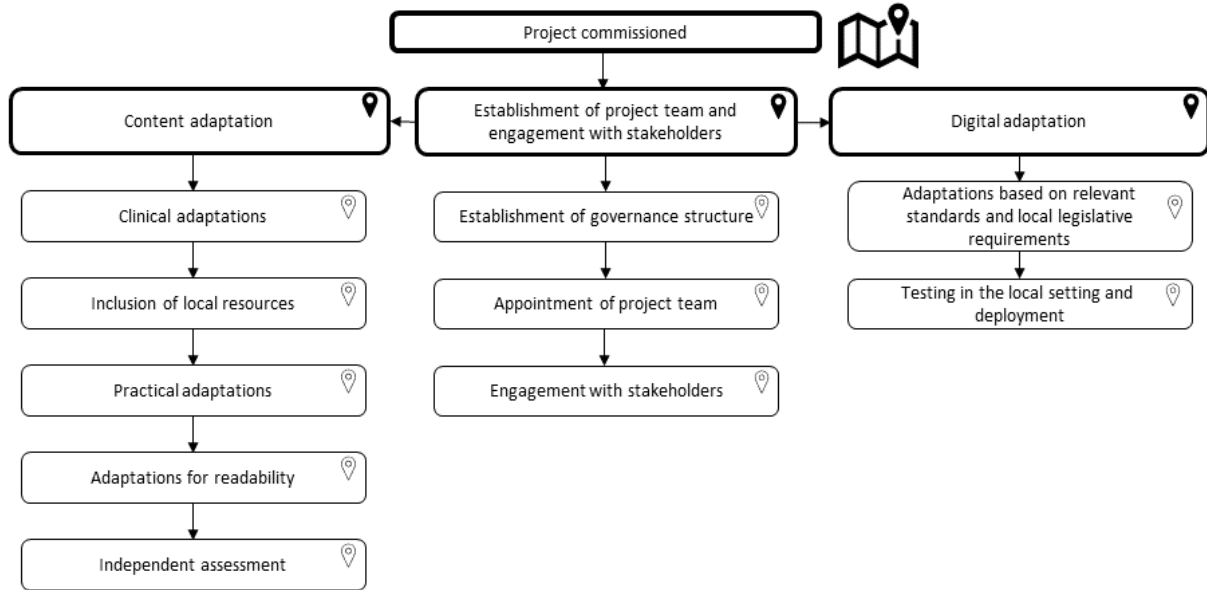 Project commissioned
Content adaptation
Establishment of project team and
engagement with stakeholders
Digital adaptation
Clinical adaptations
Inclusion of local resources
Practical adaptations
Adaptations for readability
Independent assessment
Establishment of governance structure
Appointment of project team
Engagement with stakeholders
Adaptations based on relevant
standards and local legislative
requirements
Testing in the local setting and
deployment